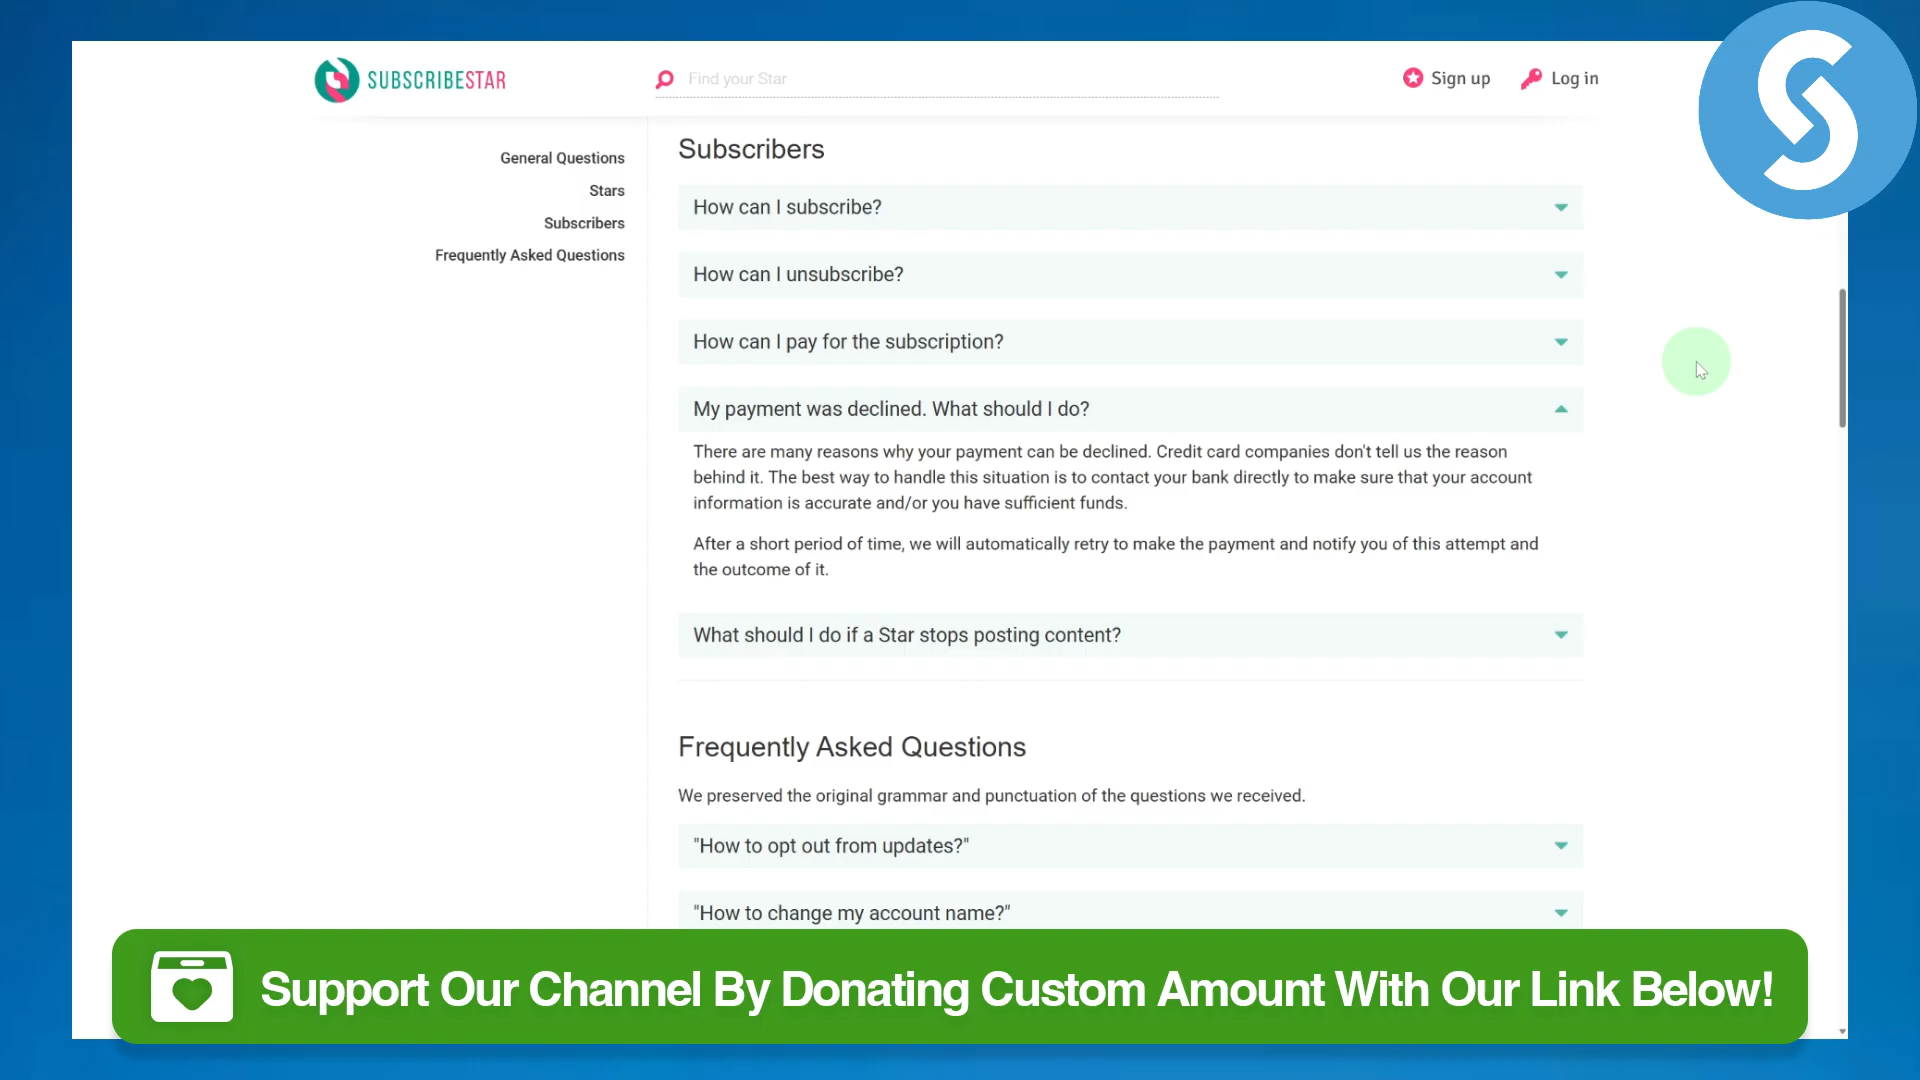 SUBSCRIBESTAR
Find your Star
Sign up
Log in
General Questions
Stars
Subscribers
Frequently Asked Questions
Subscribers
How can I subscribe?
How can I unsubscribe?
How can I pay for the subscription?
My payment was declined. What should I do?
There are many reasons why your payment can be declined. Credit card companies don't tell us the reason
behind it. The best way to handle this situation is to contact your bank directly to make sure that your account
information is accurate and/or you have sufficient funds.
After a short period of time, we will automatically retry to make the payment and notify you of this attempt and
the outcome of it.
What should I do if a Star stops posting content?
Frequently Asked Questions
We preserved the original grammar and punctuation of the questions we received.
"How to opt out from updates?"
"How to change my account name?"
Support Our Channel By Donating Custom Amount With Our Link Below!